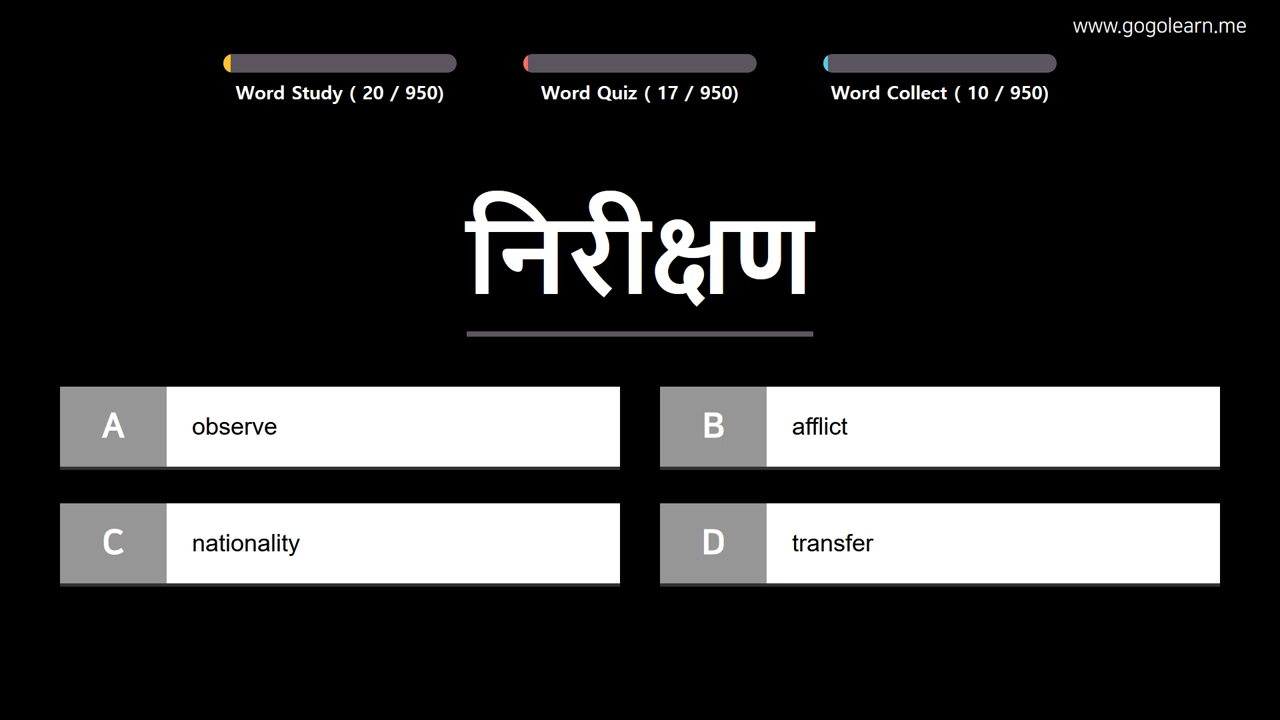 www.gogolearn.me
Word Study ( 20 / 950)
Word Quiz ( 17 / 950)
Word Collect ( 10 / 950)
निरीक्षण
A observe
B afflict
C nationality
D transfer